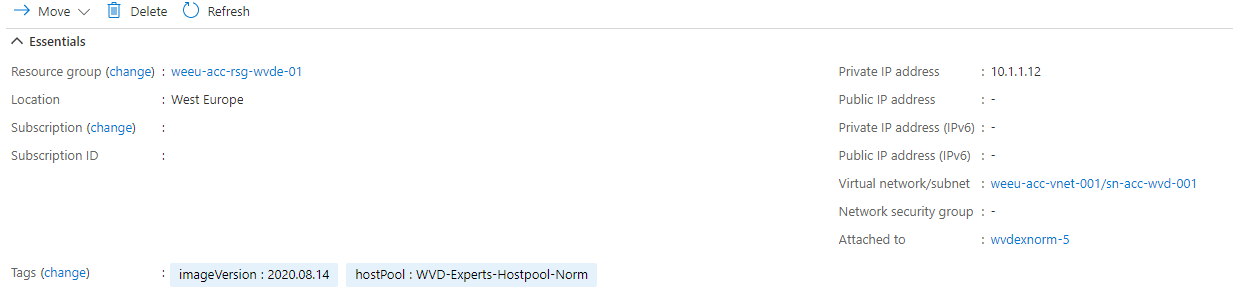 Move Delete Refresh
Essentials
Resource group (change) : weeu-acc-rsg-wvde-01
Location : West Europe
Subscription (change) :
Subscription ID :
Private IP address : 10.1.1.12
Public IP address : -
Private IP address (IPv6) : -
Public IP address (IPv6) : -
Virtual network/subnet : weeu-acc-vnet-001/sn-acc-wvd-001
Network security group : -
Attached to : wvdexnorm-5
Tags (change) : imageVersion : 2020.08.14 hostPool : WVD-Experts-Hostpool-Norm